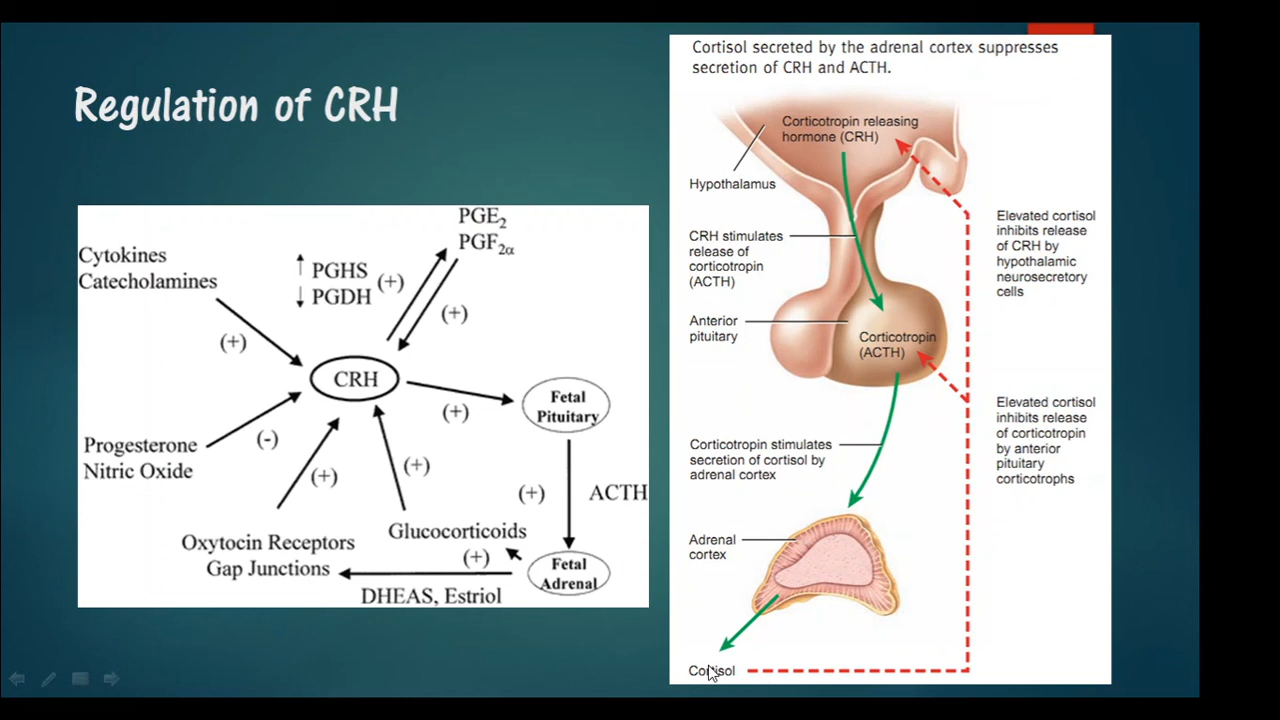 Regulation of CRH
PGE₂
PGF₂α
Cytokines
Catecholamines
↑ PGHS
↓ PGDH
(+)
(+)
(+)
CRH
(+)
Fetal
Pituitary
Progesterone
Nitric Oxide
(-)
(+)
(+)
(+)
ACTH
Oxytocin Receptors
Gap Junctions
Glucocorticoids
(+)
Fetal
Adrenal
DHEAS, Estriol
Cortisol secreted by the adrenal cortex suppresses
secretion of CRH and ACTH.
Corticotropin releasing
hormone (CRH)
Hypothalamus
CRH stimulates
release of
corticotropin
(ACTH)
Elevated cortisol
inhibits release
of CRH by
hypothalamic
neurosecretory
cells
Anterior
pituitary
Corticotropin
(ACTH)
Elevated cortisol
inhibits release
of corticotropin
by anterior
pituitary
corticotrophs
Corticotropin stimulates
secretion of cortisol by
adrenal cortex
Adrenal
cortex
Cortisol